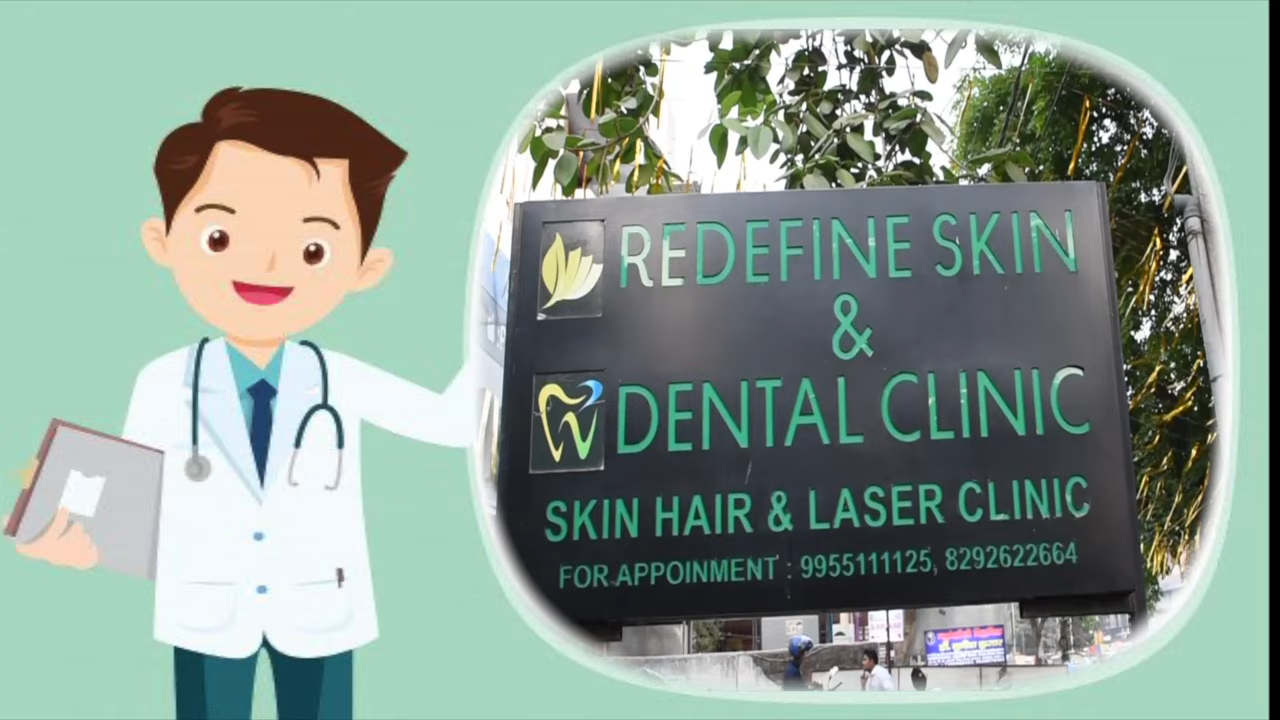 REDEFINE SKIN
&
DENTAL CLINIC
SKIN HAIR & LASER CLINIC
FOR APPOINMENT : 9955111125, 8292622664